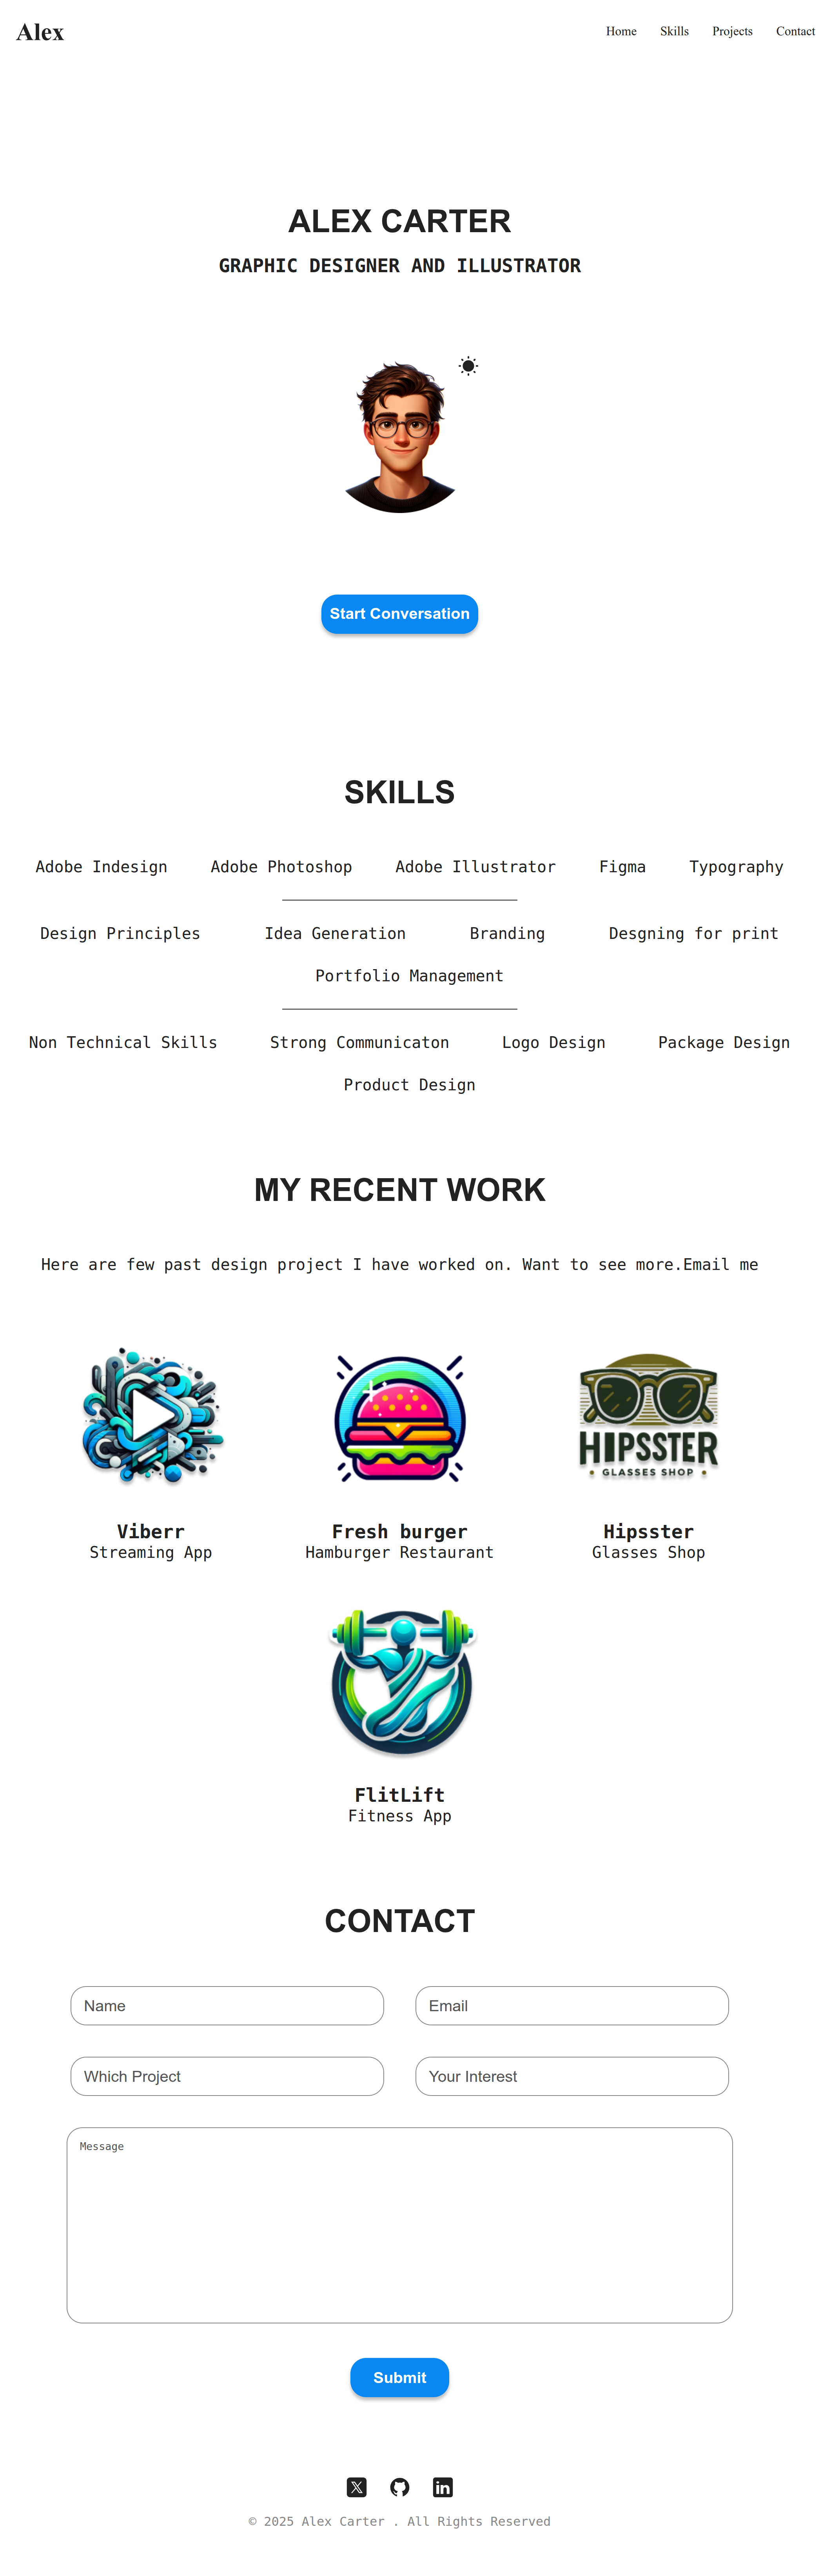 Alex
Home Skills Projects Contact
ALEX CARTER
GRAPHIC DESIGNER AND ILLUSTRATOR
Start Conversation
SKILLS
Adobe Indesign Adobe Photoshop Adobe Illustrator Figma Typography
Design Principles Idea Generation Branding Desgning for print
Portfolio Management
Non Technical Skills Strong Communicaton Logo Design Package Design
Product Design
MY RECENT WORK
Here are few past design project I have worked on. Want to see more.Email me
HIPSSTER
GLASSES SHOP
Viberr Fresh burger Hipsster
Streaming App Hamburger Restaurant Glasses Shop
FlitLift
Fitness App
CONTACT
Name Email
Which Project Your Interest
Message
Submit
© 2025 Alex Carter . All Rights Reserved